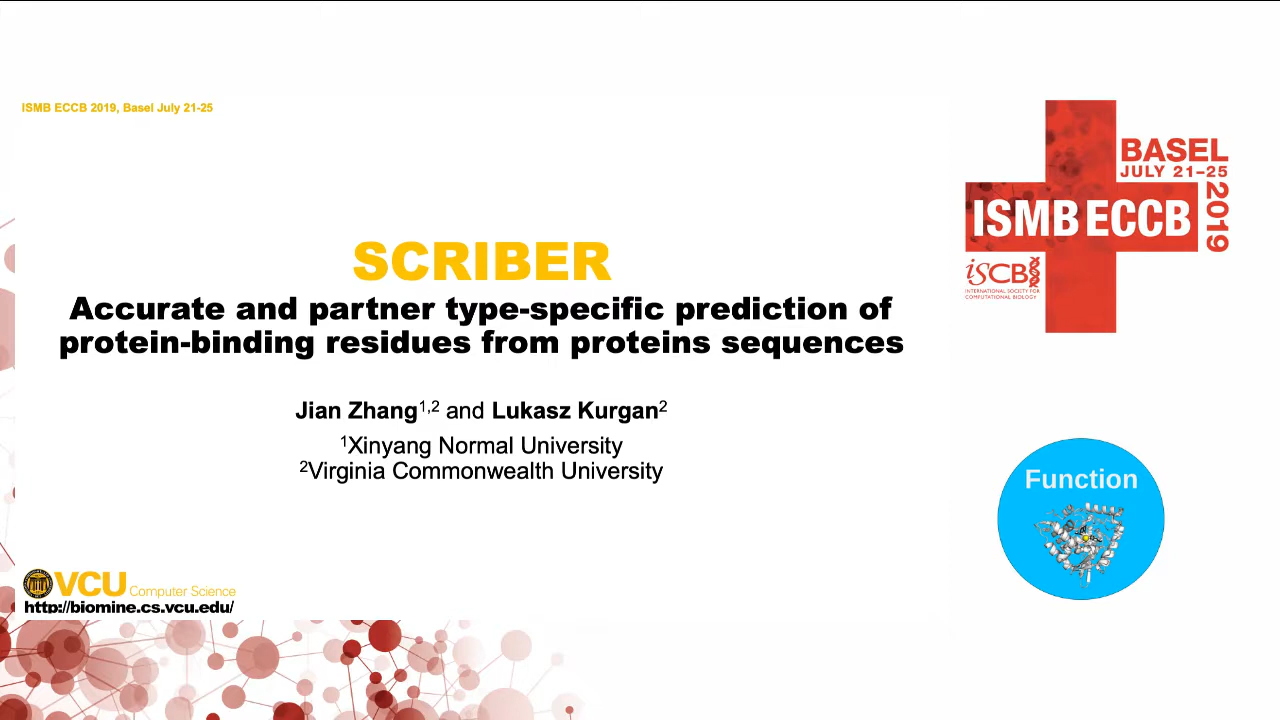 ISMB ECCB 2019, Basel July 21-25
SCRIBER
Accurate and partner type-specific prediction of
protein-binding residues from proteins sequences
Jian Zhang1,2 and Lukasz Kurgan2
1Xinyang Normal University
2Virginia Commonwealth University
VCU Computer Science
http://biomine.cs.vcu.edu/
BASEL
JULY 21–25
2019
ISMB ECCB
iSCB
INTERNATIONAL SOCIETY FOR
COMPUTATIONAL BIOLOGY
Function